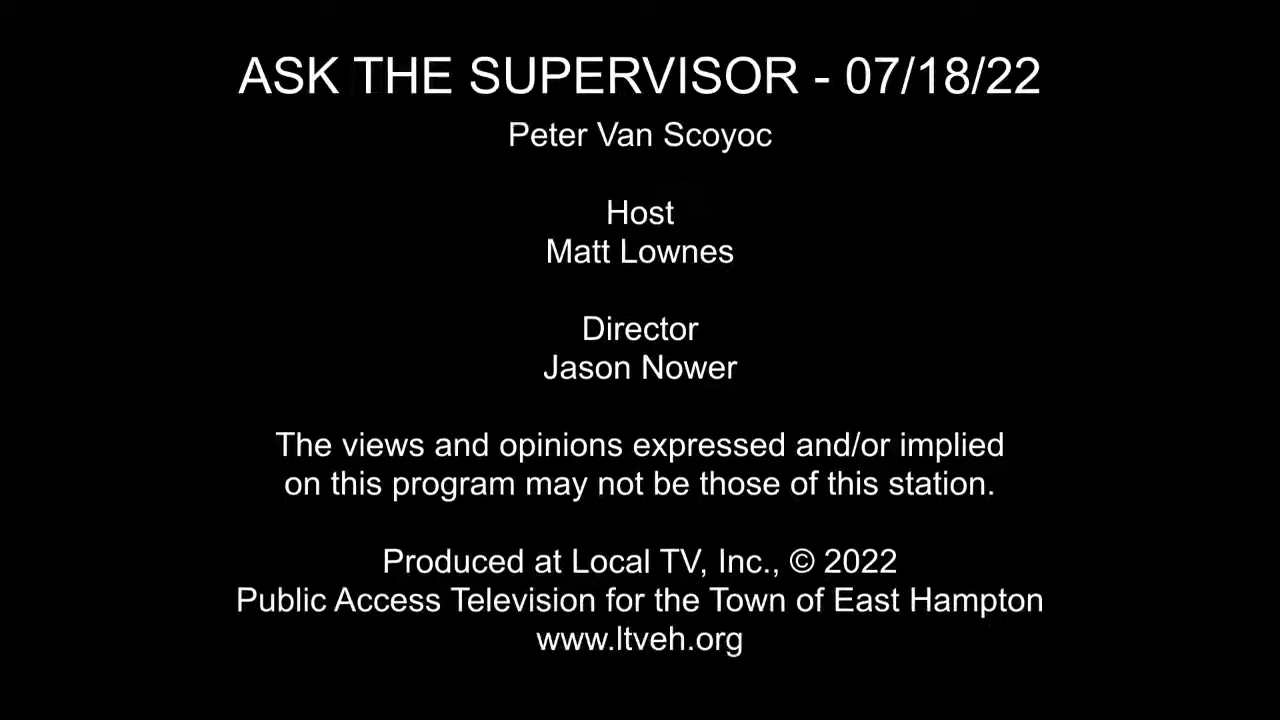 ASK THE SUPERVISOR - 07/18/22
Peter Van Scoyoc
Host
Matt Lownes
Director
Jason Nower
The views and opinions expressed and/or implied
on this program may not be those of this station.
Produced at Local TV, Inc., © 2022
Public Access Television for the Town of East Hampton
www.ltveh.org